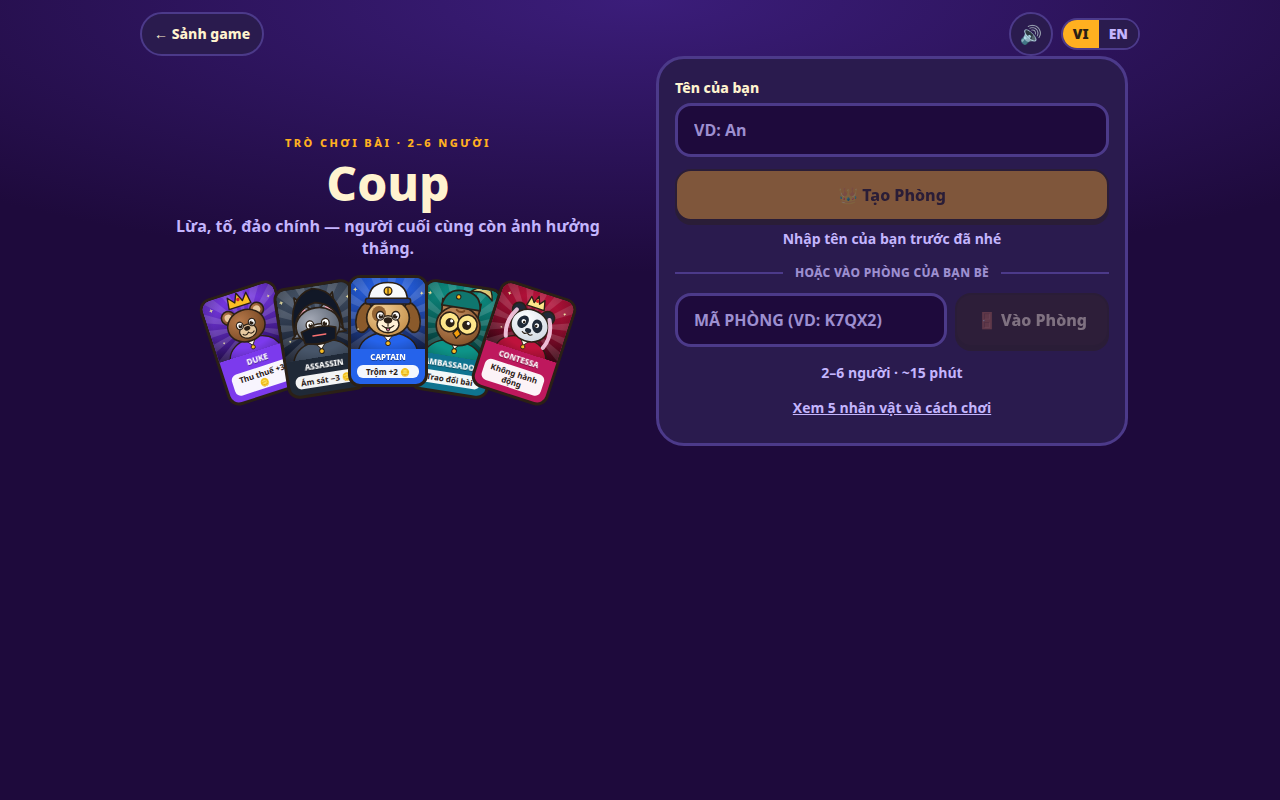 ← Sảnh game
VI
EN
TRÒ CHƠI BÀI · 2–6 NGƯỜI
Coup
Lừa, tố, đảo chính — người cuối cùng còn ảnh hưởng
thắng.
DUKE
Thu thuế +3
ASSASSIN
Ám sát −3
CAPTAIN
Trộm +2
AMBASSADO
Trao đổi bài
CONTESSA
Không hành
động
Tên của bạn
VD: An
Tạo Phòng
Nhập tên của bạn trước đã nhé
HOẶC VÀO PHÒNG CỦA BẠN BÈ
MÃ PHÒNG (VD: K7QX2)
Vào Phòng
2–6 người · ~15 phút
Xem 5 nhân vật và cách chơi